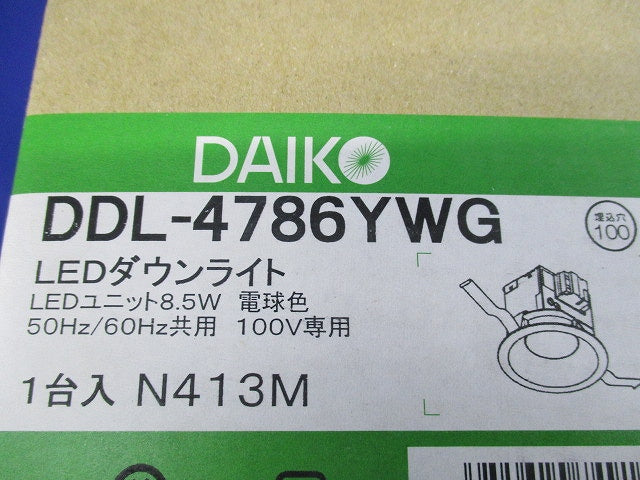 DAIKO
DDL-4786YWG
埋込穴
100
LEDダウンライト
LEDユニット8.5W 電球色
50Hz/60Hz共用 100V専用
1台入 N413M